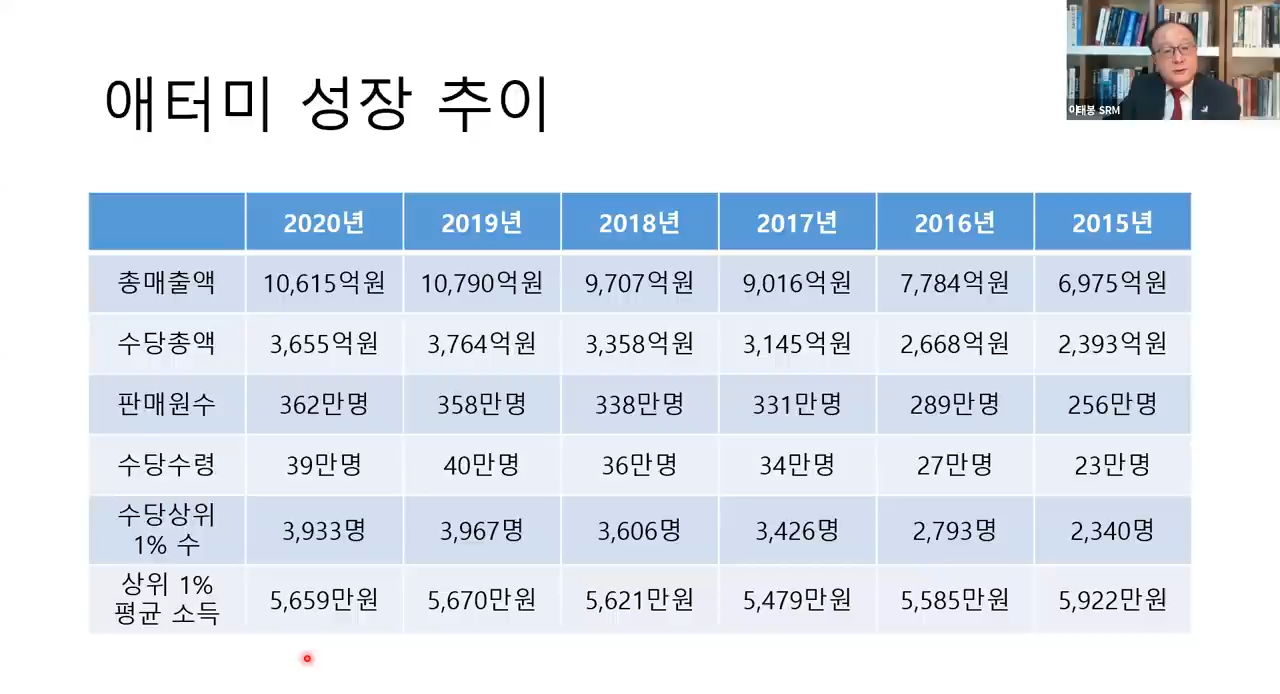 이태봉 SRM
애터미 성장 추이
2020년 2019년 2018년 2017년 2016년 2015년
총매출액 10,615억원 10,790억원 9,707억원 9,016억원 7,784억원 6,975억원
수당총액 3,655억원 3,764억원 3,358억원 3,145억원 2,668억원 2,393억원
판매원수 362만명 358만명 338만명 331만명 289만명 256만명
수당수령 39만명 40만명 36만명 34만명 27만명 23만명
수당상위
1% 수 3,933명 3,967명 3,606명 3,426명 2,793명 2,340명
상위 1%
평균 소득 5,659만원 5,670만원 5,621만원 5,479만원 5,585만원 5,922만원